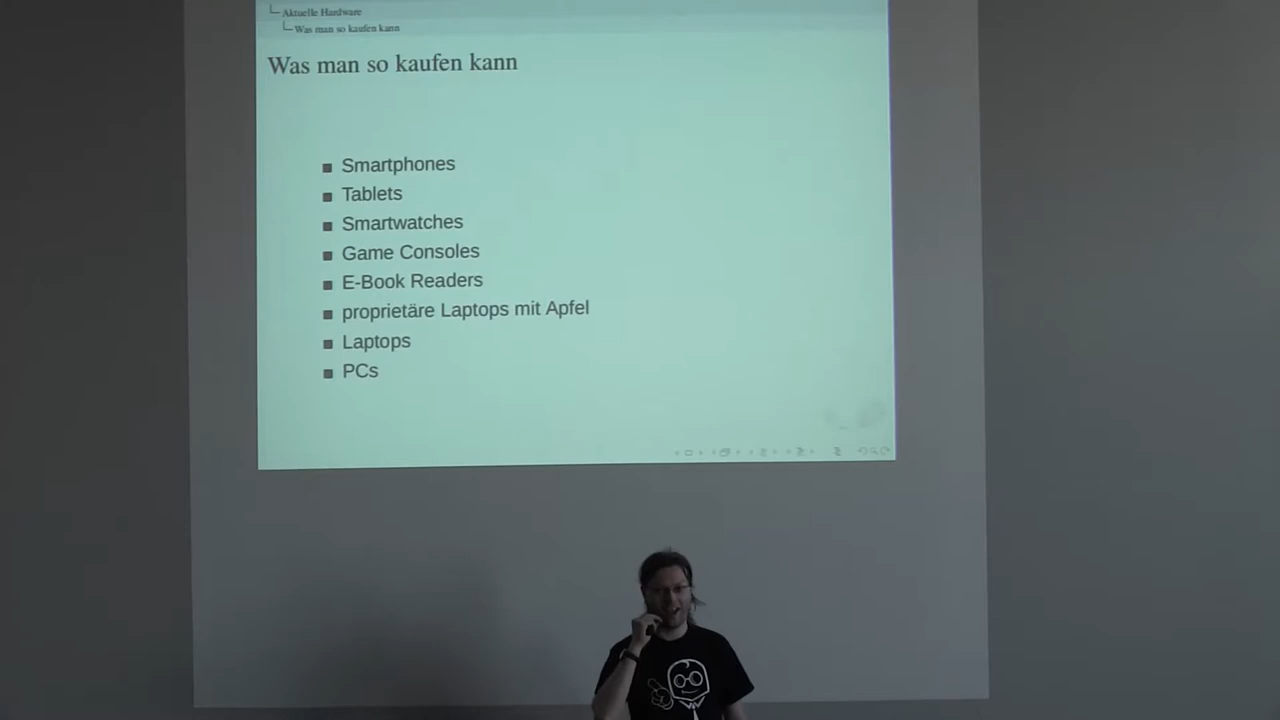 Aktuelle Hardware
Was man so kaufen kann
Was man so kaufen kann
Smartphones
Tablets
Smartwatches
Game Consoles
E-Book Readers
proprietäre Laptops mit Apfel
Laptops
PCs